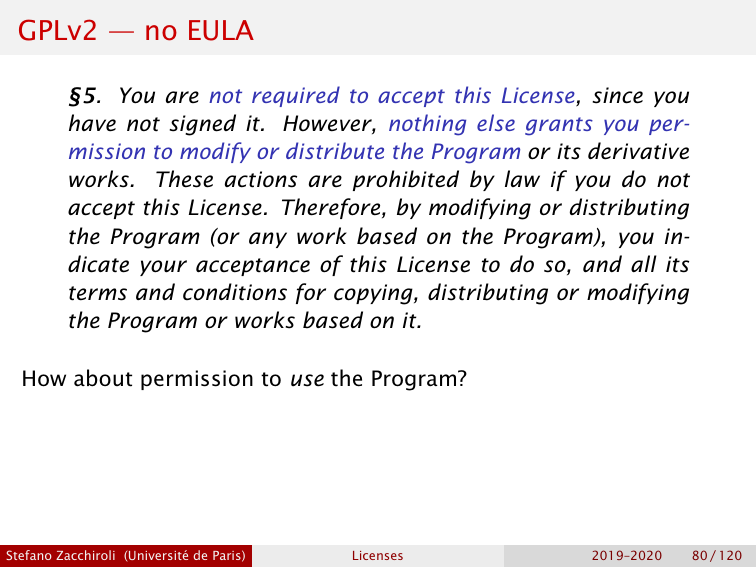 GPLv2 — no EULA
§5. You are not required to accept this License, since you
have not signed it. However, nothing else grants you per-
mission to modify or distribute the Program or its derivative
works. These actions are prohibited by law if you do not
accept this License. Therefore, by modifying or distributing
the Program (or any work based on the Program), you in-
dicate your acceptance of this License to do so, and all its
terms and conditions for copying, distributing or modifying
the Program or works based on it.
How about permission to use the Program?
Stefano Zacchiroli (Université de Paris) Licenses 2019–2020 80 / 120